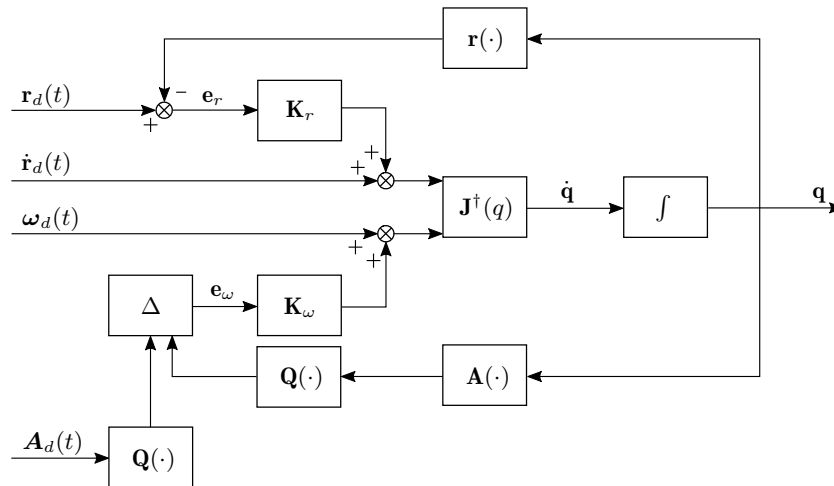 r(·)
−
r_d(t)
e_r
+
K_r
+
ṙ_d(t)
+
J†(q)
q̇
∫
q
ω_d(t)
+
+
Δ
e_ω
K_ω
Q(·)
A(·)
A_d(t)
Q(·)